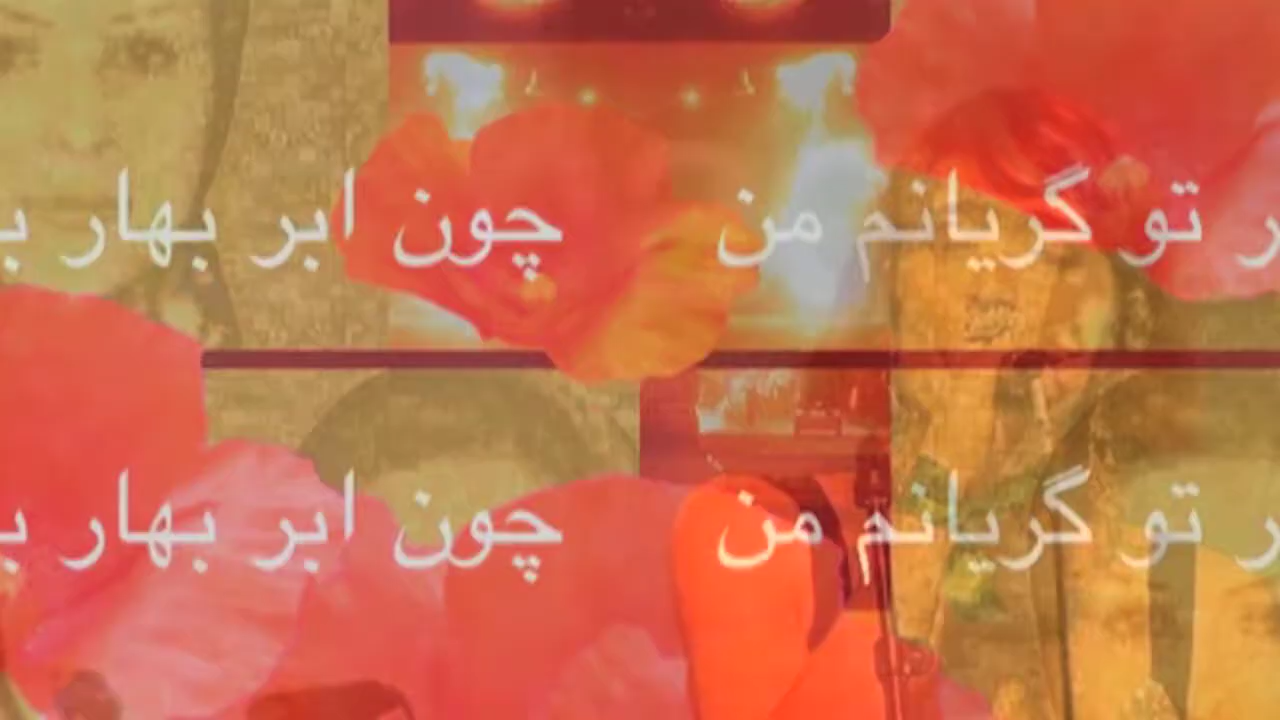 تو گریانم من چون ابر بهار
تو گریانم من چون ابر بهار